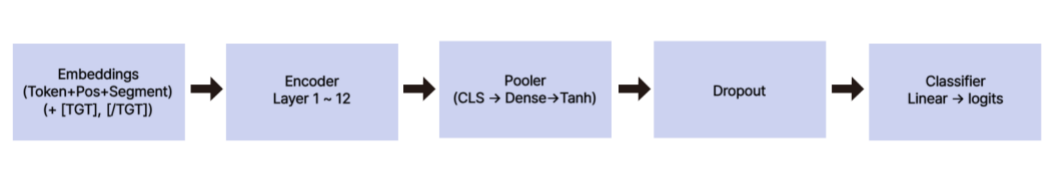 Embeddings
(Token+Pos+Segment)
(+ [TGT], [/TGT])
Encoder
Layer 1 ~ 12
Pooler
(CLS → Dense→Tanh)
Dropout
Classifier
Linear → logits